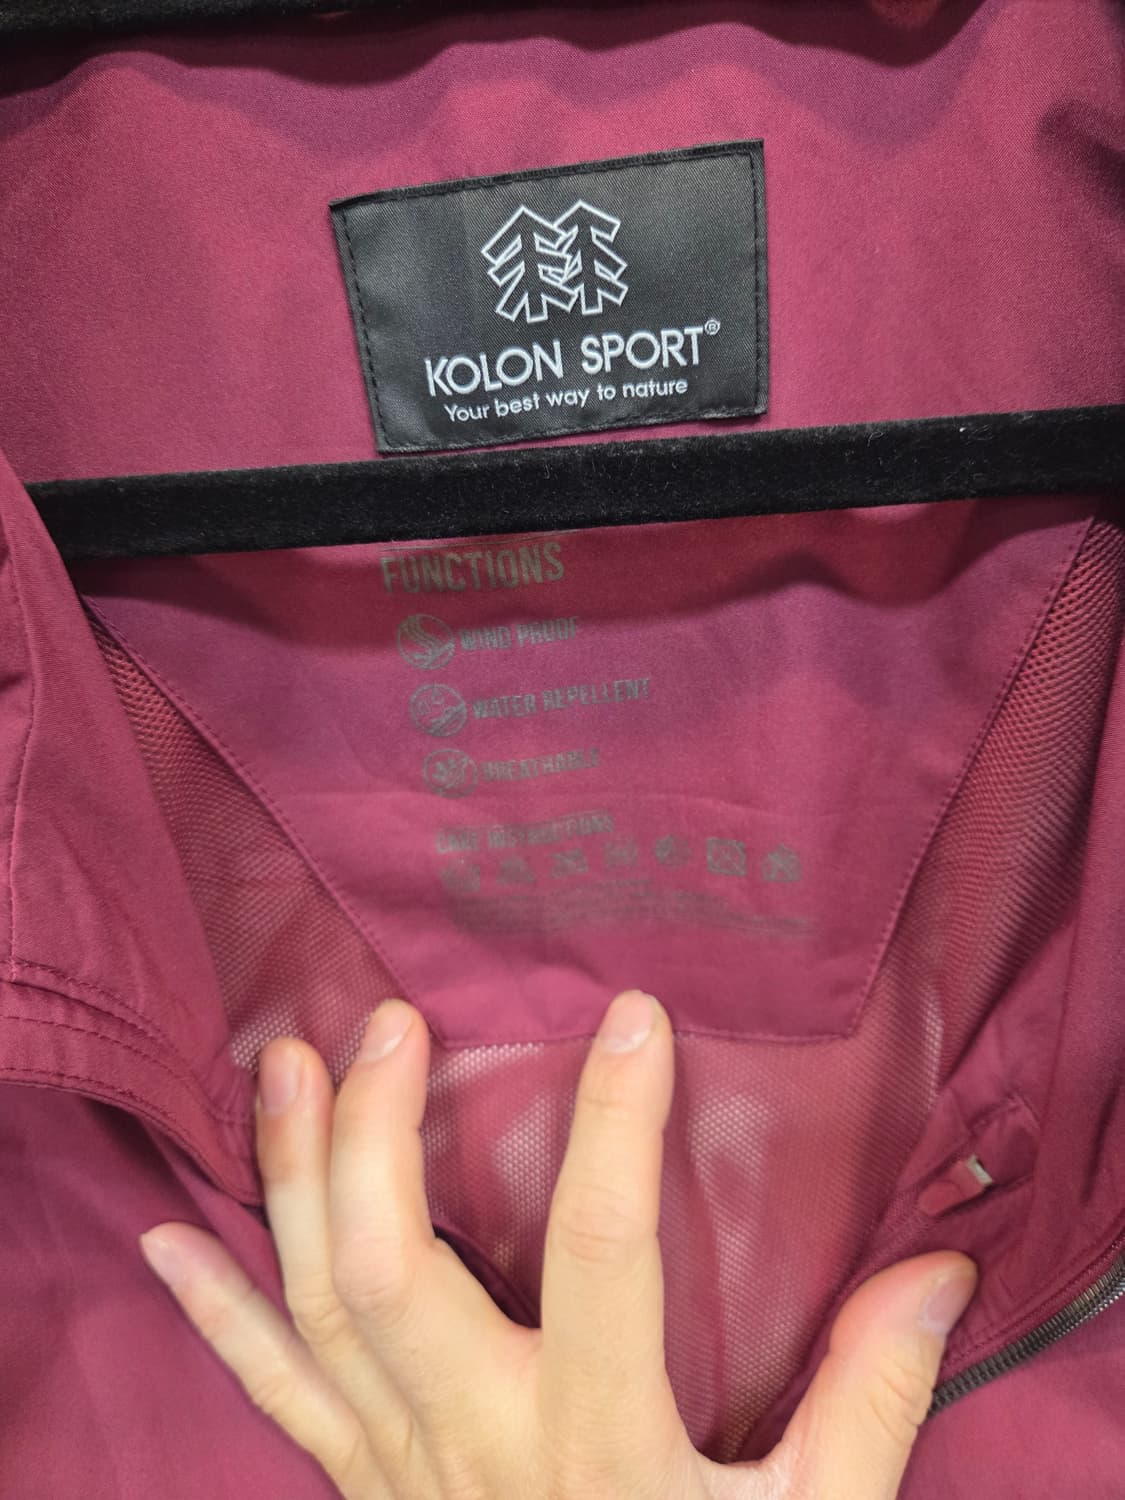 KOLON SPORT®
Your best way to nature
FUNCTIONS
WIND PROOF
WATER REPELLENT
BREATHABLE
CARE INSTRUCTIONS